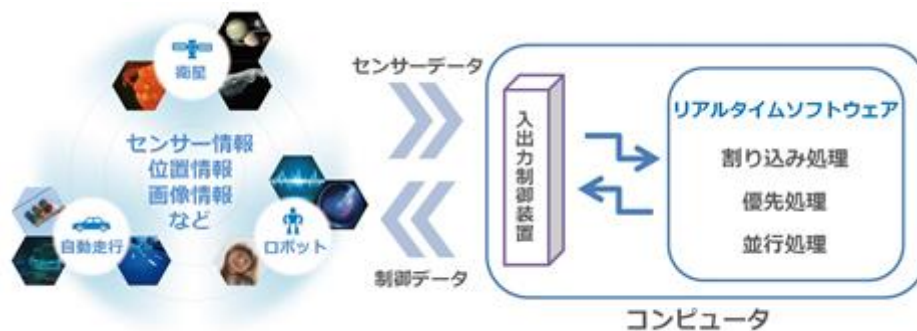 衛星
センサー情報
位置情報
画像情報
など
自動走行
ロボット
センサーデータ
制御データ
入出力制御装置
リアルタイムソフトウェア
割り込み処理
優先処理
並行処理
コンピュータ